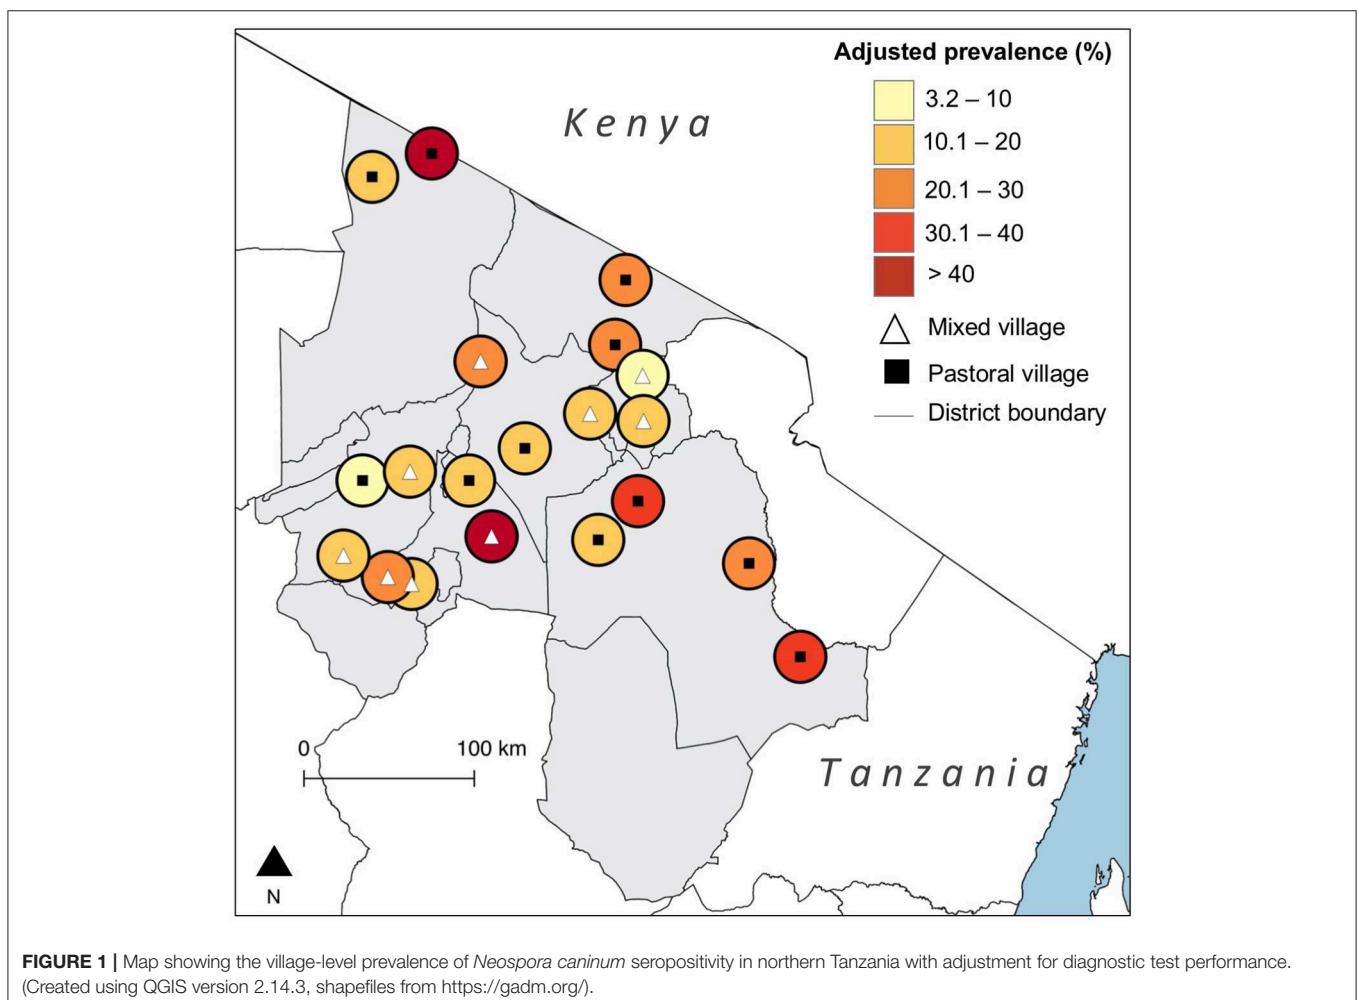 Adjusted prevalence (%)
3.2 – 10
10.1 – 20
20.1 – 30
30.1 – 40
> 40
Mixed village
Pastoral village
District boundary
Kenya
Tanzania
0 100 km
N
FIGURE 1 | Map showing the village-level prevalence of Neospora caninum seropositivity in northern Tanzania with adjustment for diagnostic test performance.
(Created using QGIS version 2.14.3, shapefiles from https://gadm.org/).